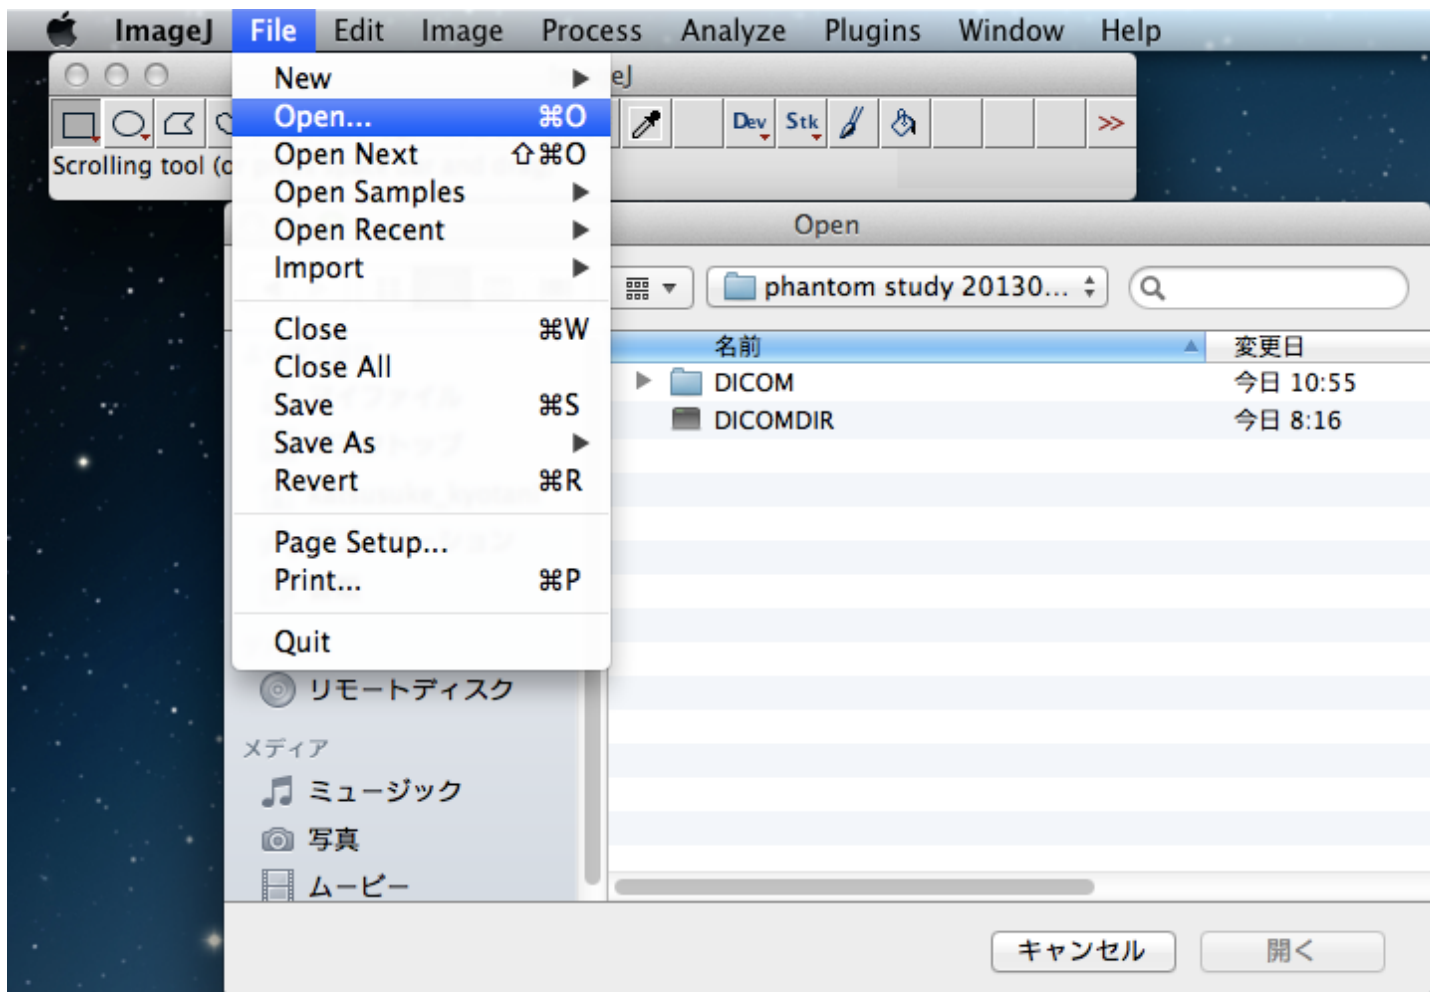 ImageJ File Edit Image Process Analyze Plugins Window Help
eJ
New
Open... ⌘O
Dev Stk >>
Open Next ⇧⌘O
Scrolling tool (o
Open Samples
Open Recent
Import
Open
phantom study 20130...
Close ⌘W
Close All
Save ⌘S
Save As
Revert ⌘R
Page Setup...
Print... ⌘P
Quit
名前 変更日
DICOM 今日 10:55
DICOMDIR 今日 8:16
リモートディスク
メディア
ミュージック
写真
ムービー
キャンセル 開く